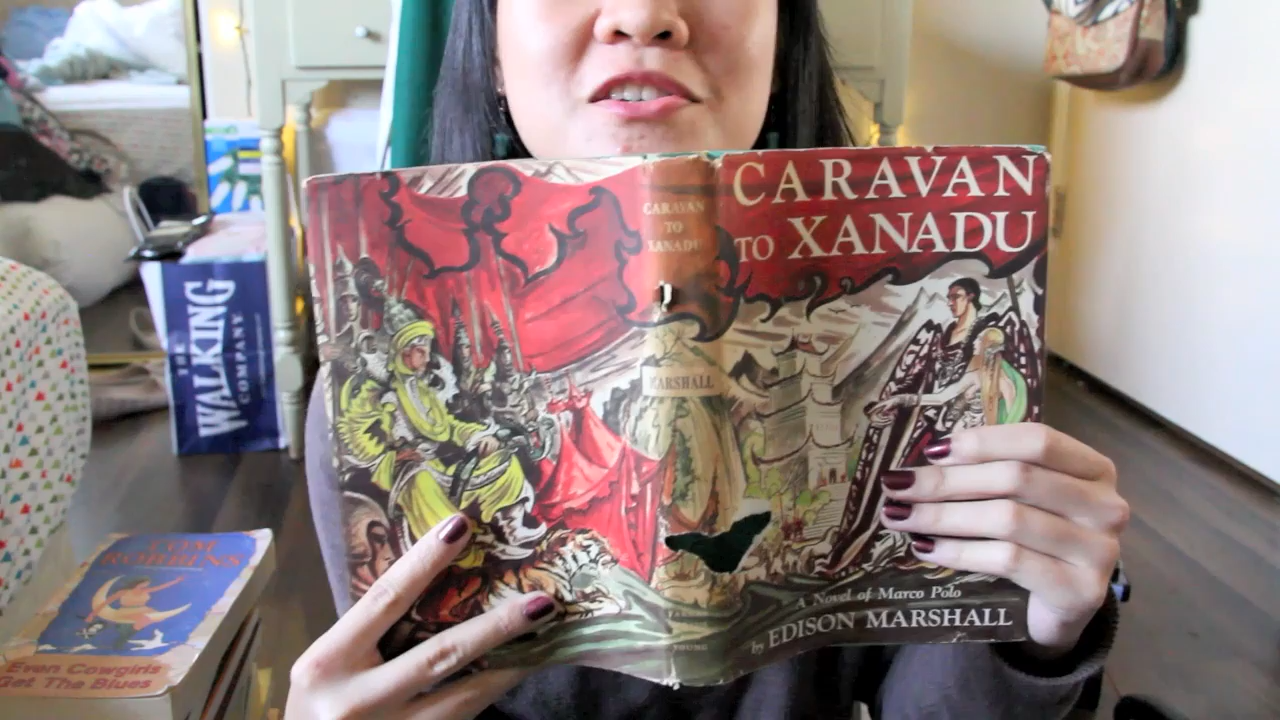 CARAVAN
TO XANADU
A Novel of Marco Polo
by EDISON MARSHALL
CARAVAN
TO
XANADU
MARSHALL
YOUNG
THE
WALKING
COMPANY
TOM
ROBBINS
Even Cowgirls
Get The Blues